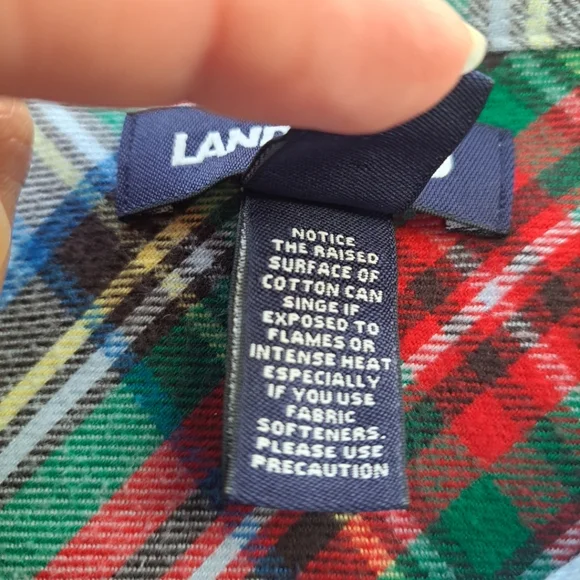 LAND
NOTICE
THE RAISED
SURFACE OF
COTTON CAN
SINGE IF
EXPOSED TO
FLAMES OR
INTENSE HEAT
ESPECIALLY
IF YOU USE
FABRIC
SOFTENERS.
PLEASE USE
PRECAUTION